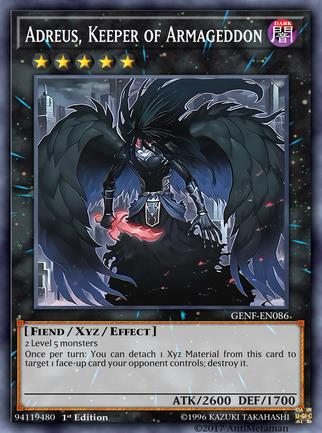 ADREUS, KEEPER OF ARMAGEDDON
DARK
闇
GENF-EN086
[FIEND / XYZ / EFFECT]
2 Level 5 monsters
Once per turn: You can detach 1 Xyz Material from this card to
target 1 face-up card your opponent controls; destroy it.
ATK/2600 DEF/1700
94119480 1st Edition ©1996 KAZUKI TAKAHASHI
©2017 AntiMetaman